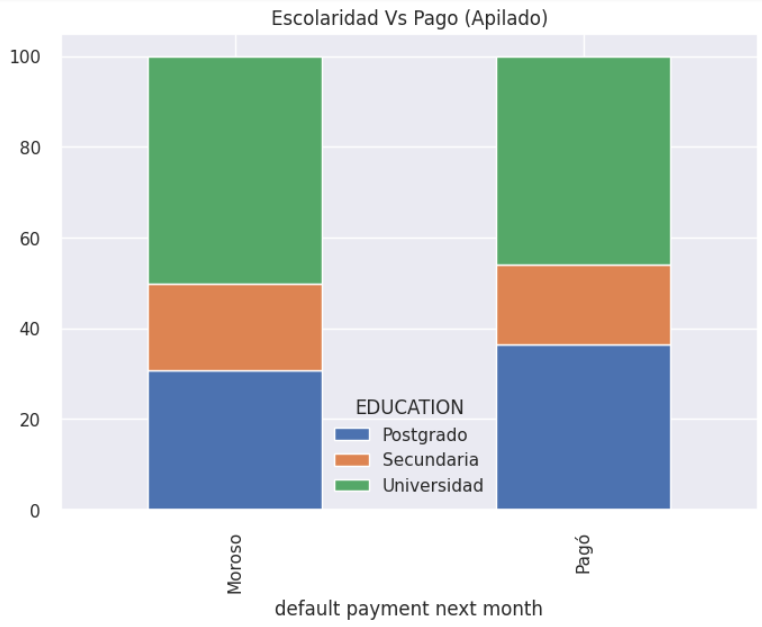 Escolaridad Vs Pago (Apilado)
100
80
60
40
20
0
EDUCATION
Postgrado
Secundaria
Universidad
Moroso
Pagó
default payment next month